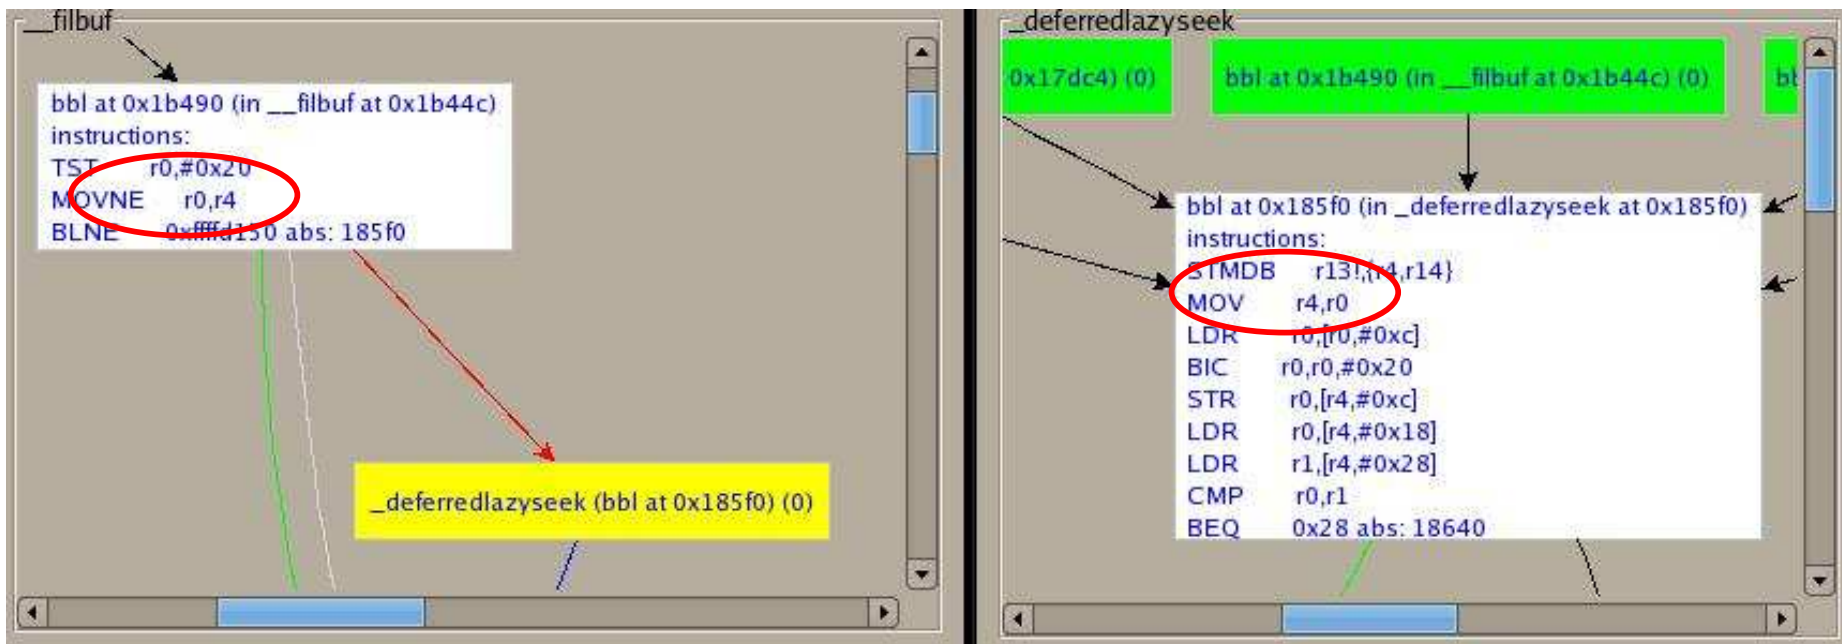 __filbuf
bbl at 0x1b490 (in __filbuf at 0x1b44c)
instructions:
TST r0,#0x20
MOVNE r0,r4
BLNE 0xffffd150 abs: 185f0
_deferredlazyseek (bbl at 0x185f0) (0)
_deferredlazyseek
0x17dc4) (0)
bbl at 0x1b490 (in __filbuf at 0x1b44c) (0)
bt
bbl at 0x185f0 (in _deferredlazyseek at 0x185f0)
instructions:
STMDB r13!,{r4,r14}
MOV r4,r0
LDR r0,[r0,#0xc]
BIC r0,r0,#0x20
STR r0,[r4,#0xc]
LDR r0,[r4,#0x18]
LDR r1,[r4,#0x28]
CMP r0,r1
BEQ 0x28 abs: 18640